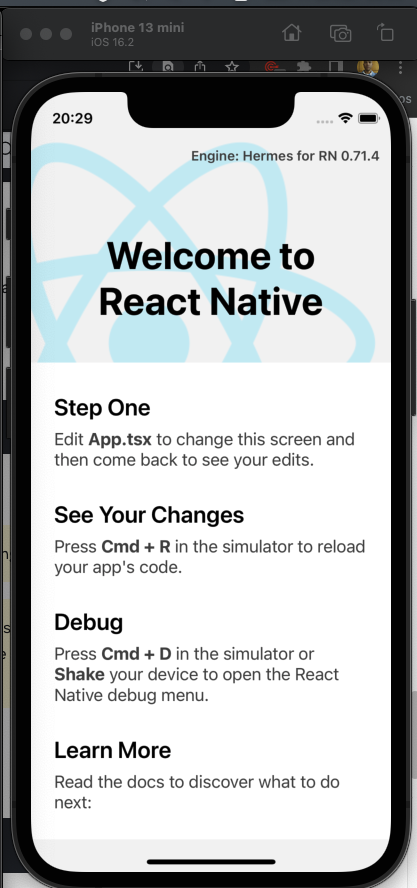 iPhone 13 mini
iOS 16.2
20:29
Engine: Hermes for RN 0.71.4
Welcome to
React Native
Step One
Edit App.tsx to change this screen and
then come back to see your edits.
See Your Changes
Press Cmd + R in the simulator to reload
your app's code.
Debug
Press Cmd + D in the simulator or
Shake your device to open the React
Native debug menu.
Learn More
Read the docs to discover what to do
next: